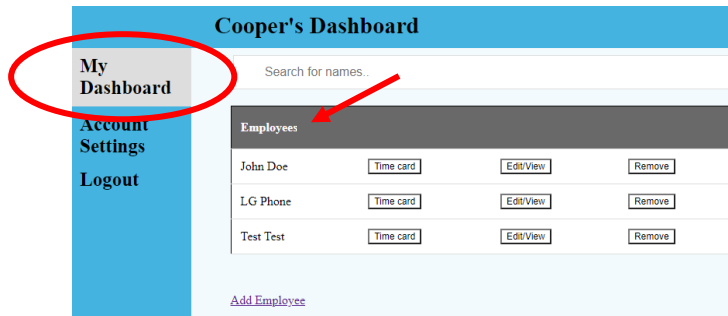 Cooper's Dashboard
My
Dashboard
Account
Settings
Logout
Search for names..
Employees
John Doe Time card Edit/View Remove
LG Phone Time card Edit/View Remove
Test Test Time card Edit/View Remove
Add Employee